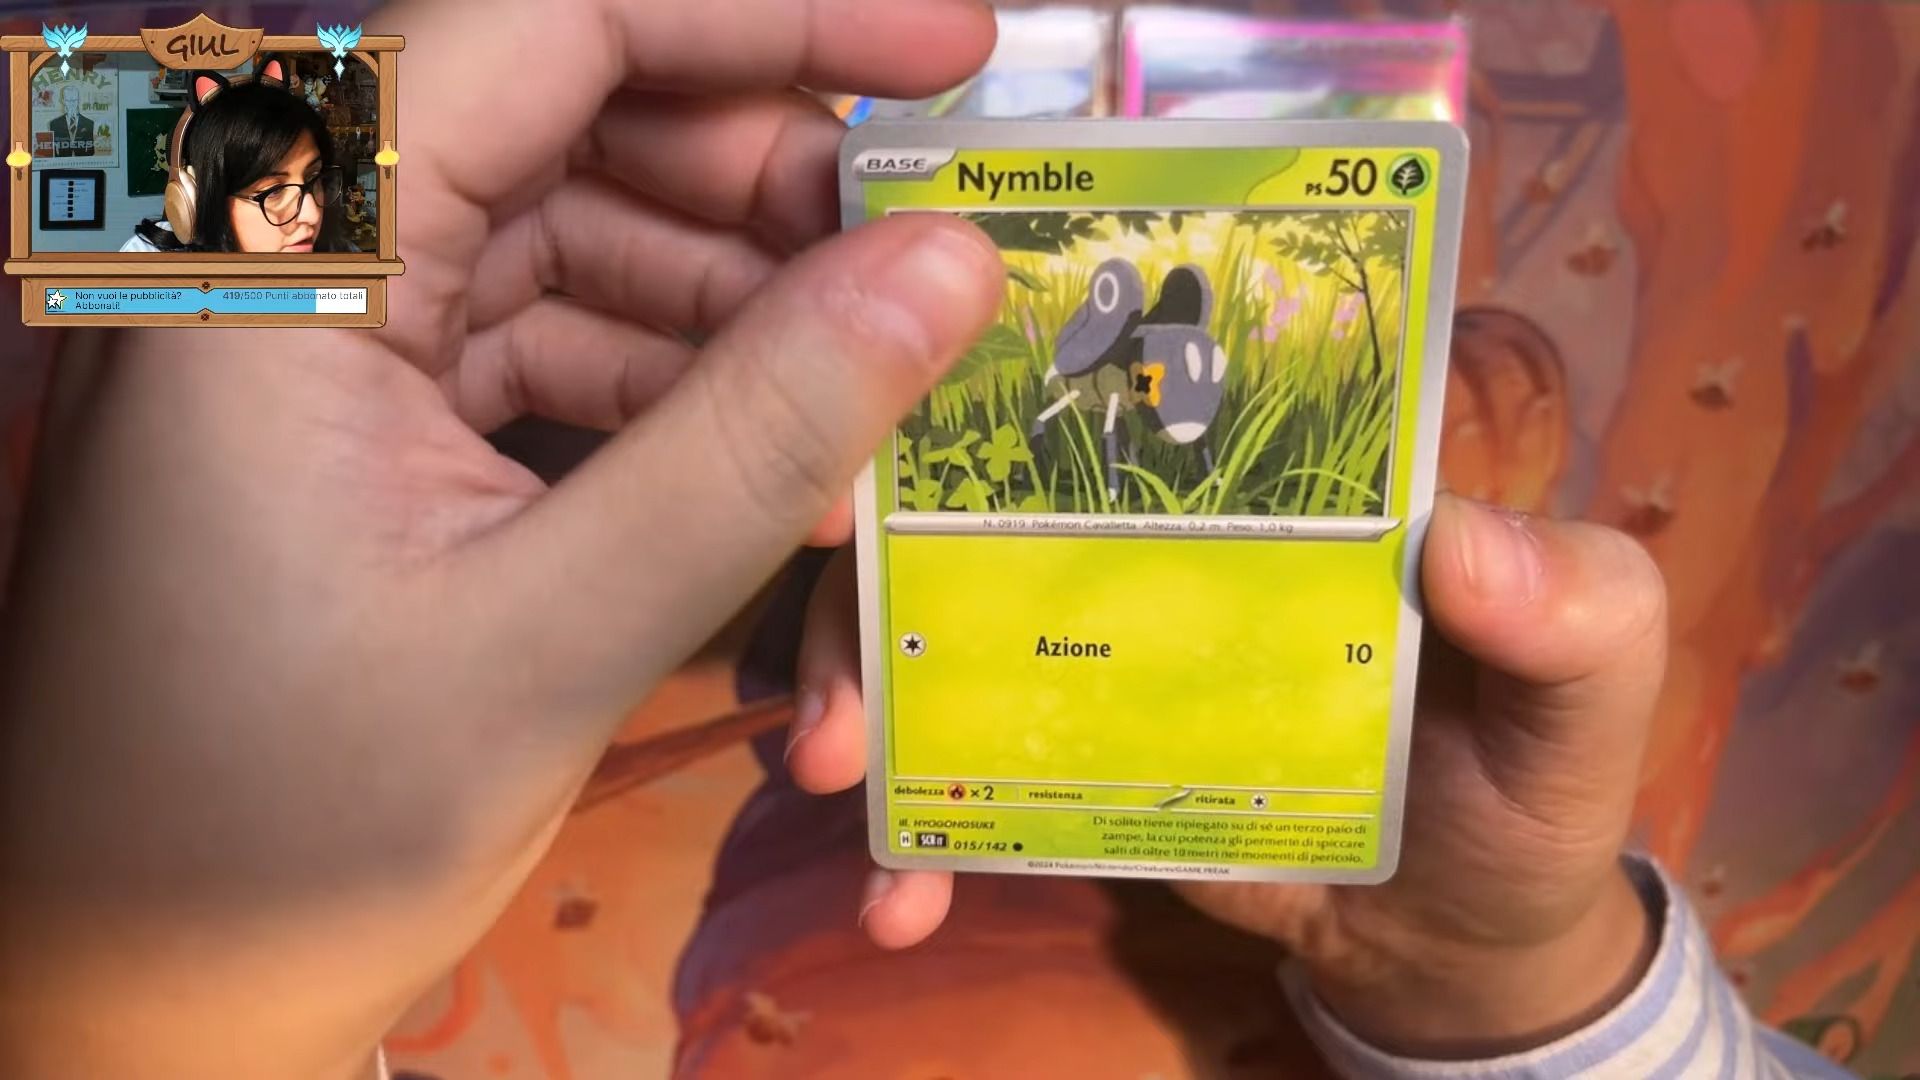 GIUL
HENRY
HENDERSON
Non vuoi le pubblicità?
Abbonati!
419/500 Punti abbonato totali
BASE
Nymble
PS 50
N. 0919 Pokémon Cavalletta Altezza: 0,2 m. Peso: 1,0 kg
Azione
10
debolezza ×2
resistenza
ritirata
Ill. HYOGONOSUKE
H SCR IT 015/142
Di solito tiene ripiegato su di sé un terzo paio di
zampe, la cui potenza gli permette di spiccare
salti di oltre 10 metri nei momenti di pericolo.
©2024 Pokémon/Nintendo/Creatures/GAME FREAK